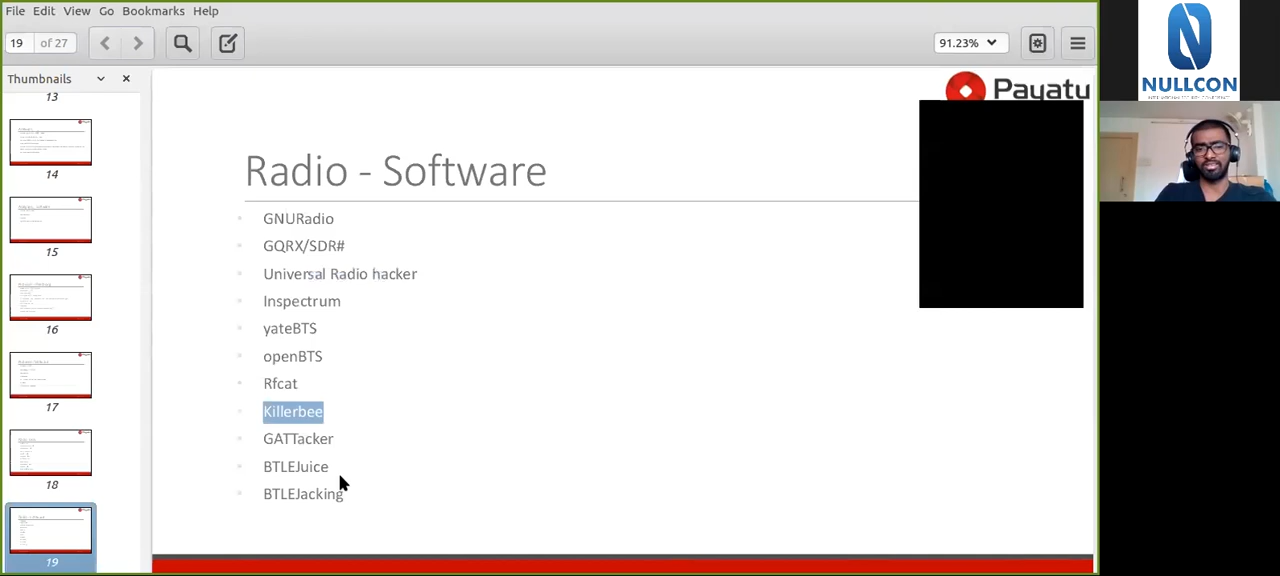 File Edit View Go Bookmarks Help
19 of 27
91.23%
Thumbnails
13
14
15
16
17
18
19
Payatu
Radio - Software
GNURadio
GQRX/SDR#
Universal Radio hacker
Inspectrum
yateBTS
openBTS
Rfcat
Killerbee
GATTacker
BTLEJuice
BTLEJacking
NULLCON